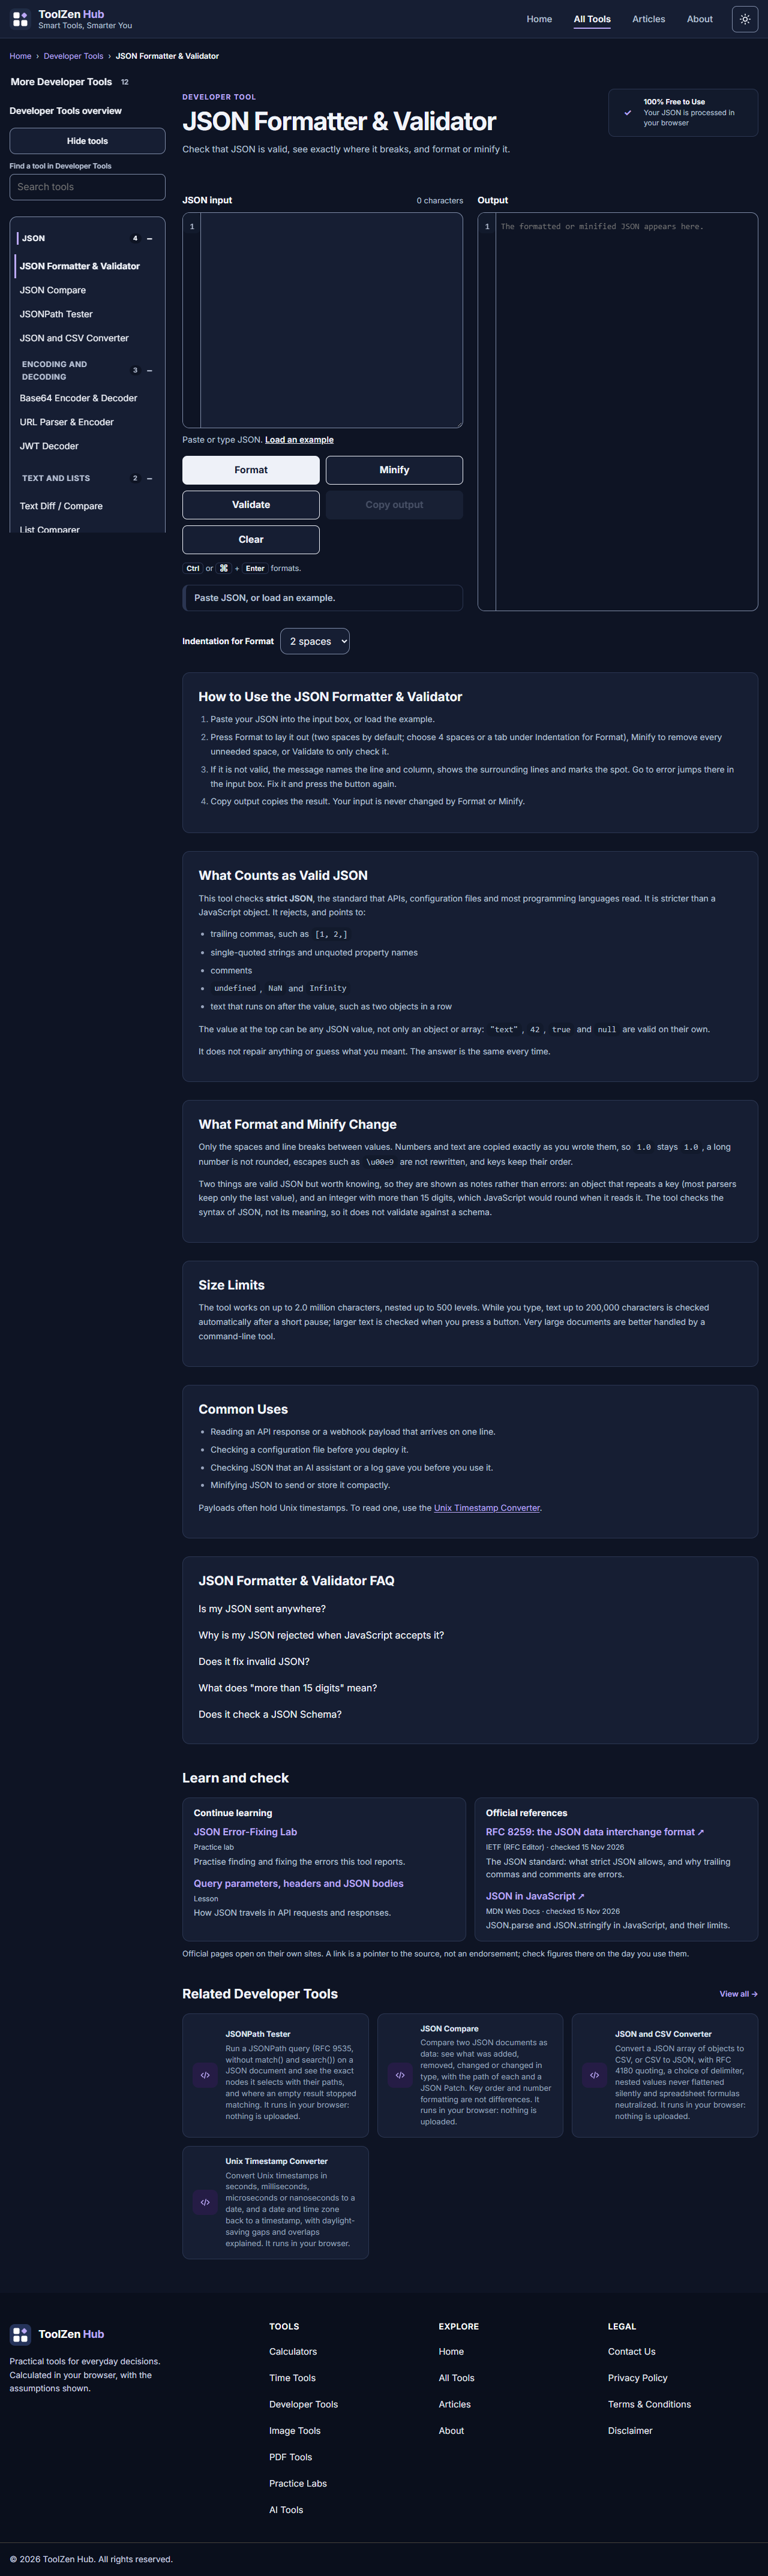 ToolZen Hub
Smart Tools, Smarter You
Home
All Tools
Articles
About
Home › Developer Tools › JSON Formatter & Validator
More Developer Tools 12
Developer Tools overview
Hide tools
Find a tool in Developer Tools
Search tools
JSON 4 −
JSON Formatter & Validator
JSON Compare
JSONPath Tester
JSON and CSV Converter
ENCODING AND
DECODING 3 −
Base64 Encoder & Decoder
URL Parser & Encoder
JWT Decoder
TEXT AND LISTS 2 −
Text Diff / Compare
List Comparer
DEVELOPER TOOL
JSON Formatter & Validator
Check that JSON is valid, see exactly where it breaks, and format or minify it.
✓
100% Free to Use
Your JSON is processed in
your browser
JSON input
0 characters
1
Paste or type JSON. Load an example
Format
Minify
Validate
Copy output
Clear
Ctrl or ⌘ + Enter formats.
Paste JSON, or load an example.
Output
1 The formatted or minified JSON appears here.
Indentation for Format 2 spaces
How to Use the JSON Formatter & Validator
1. Paste your JSON into the input box, or load the example.
2. Press Format to lay it out (two spaces by default; choose 4 spaces or a tab under Indentation for Format), Minify to remove every
unneeded space, or Validate to only check it.
3. If it is not valid, the message names the line and column, shows the surrounding lines and marks the spot. Go to error jumps there in
the input box. Fix it and press the button again.
4. Copy output copies the result. Your input is never changed by Format or Minify.
What Counts as Valid JSON
This tool checks strict JSON, the standard that APIs, configuration files and most programming languages read. It is stricter than a
JavaScript object. It rejects, and points to:
• trailing commas, such as [1, 2,]
• single-quoted strings and unquoted property names
• comments
• undefined, NaN and Infinity
• text that runs on after the value, such as two objects in a row
The value at the top can be any JSON value, not only an object or array: "text", 42, true and null are valid on their own.
It does not repair anything or guess what you meant. The answer is the same every time.
What Format and Minify Change
Only the spaces and line breaks between values. Numbers and text are copied exactly as you wrote them, so 1.0 stays 1.0, a long
number is not rounded, escapes such as \u00e9 are not rewritten, and keys keep their order.
Two things are valid JSON but worth knowing, so they are shown as notes rather than errors: an object that repeats a key (most parsers
keep only the last value), and an integer with more than 15 digits, which JavaScript would round when it reads it. The tool checks the
syntax of JSON, not its meaning, so it does not validate against a schema.
Size Limits
The tool works on up to 2.0 million characters, nested up to 500 levels. While you type, text up to 200,000 characters is checked
automatically after a short pause; larger text is checked when you press a button. Very large documents are better handled by a
command-line tool.
Common Uses
• Reading an API response or a webhook payload that arrives on one line.
• Checking a configuration file before you deploy it.
• Checking JSON that an AI assistant or a log gave you before you use it.
• Minifying JSON to send or store it compactly.
Payloads often hold Unix timestamps. To read one, use the Unix Timestamp Converter.
JSON Formatter & Validator FAQ
Is my JSON sent anywhere?
Why is my JSON rejected when JavaScript accepts it?
Does it fix invalid JSON?
What does "more than 15 digits" mean?
Does it check a JSON Schema?
Learn and check
Continue learning
JSON Error-Fixing Lab
Practice lab
Practise finding and fixing the errors this tool reports.
Query parameters, headers and JSON bodies
Lesson
How JSON travels in API requests and responses.
Official references
RFC 8259: the JSON data interchange format ↗
IETF (RFC Editor) · checked 15 Nov 2026
The JSON standard: what strict JSON allows, and why trailing
commas and comments are errors.
JSON in JavaScript ↗
MDN Web Docs · checked 15 Nov 2026
JSON.parse and JSON.stringify in JavaScript, and their limits.
Official pages open on their own sites. A link is a pointer to the source, not an endorsement; check figures there on the day you use them.
Related Developer Tools
View all →
</> JSONPath Tester
Run a JSONPath query (RFC 9535,
without match() and search()) on a
JSON document and see the exact
nodes it selects with their paths,
and where an empty result stopped
matching. It runs in your browser:
nothing is uploaded.
</> JSON Compare
Compare two JSON documents as
data: see what was added,
removed, changed or changed in
type, with the path of each and a
JSON Patch. Key order and number
formatting are not differences. It
runs in your browser: nothing is
uploaded.
</> JSON and CSV Converter
Convert a JSON array of objects to
CSV, or CSV to JSON, with RFC
4180 quoting, a choice of delimiter,
nested values never flattened
silently and spreadsheet formulas
neutralized. It runs in your browser:
nothing is uploaded.
</> Unix Timestamp Converter
Convert Unix timestamps in
seconds, milliseconds,
microseconds or nanoseconds to a
date, and a date and time zone
back to a timestamp, with daylight-
saving gaps and overlaps
explained. It runs in your browser.
ToolZen Hub
Practical tools for everyday decisions.
Calculated in your browser, with the
assumptions shown.
TOOLS
Calculators
Time Tools
Developer Tools
Image Tools
PDF Tools
Practice Labs
AI Tools
EXPLORE
Home
All Tools
Articles
About
LEGAL
Contact Us
Privacy Policy
Terms & Conditions
Disclaimer
© 2026 ToolZen Hub. All rights reserved.